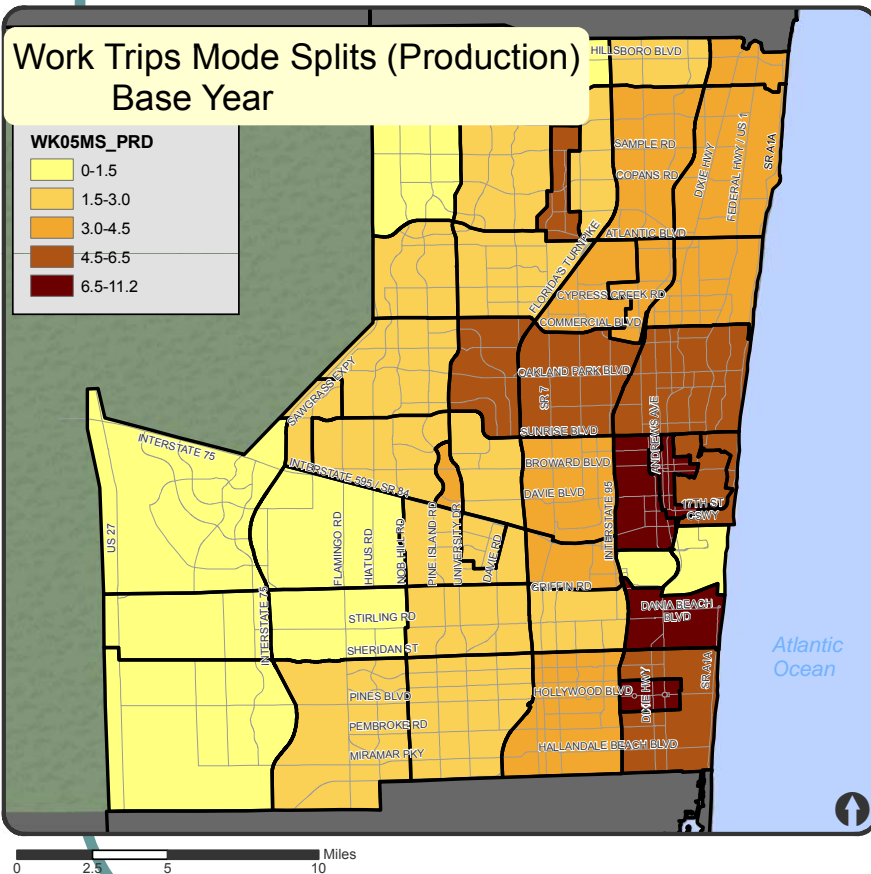 Work Trips Mode Splits (Production)
Base Year
WK05MS_PRD
0-1.5
1.5-3.0
3.0-4.5
4.5-6.5
6.5-11.2
HILLSBORO BLVD
SAMPLE RD
COPANS RD
DIXIE HWY
FEDERAL HWY / US 1
SR A1A
ATLANTIC BLVD
FLORIDA'S TURNPIKE
CYPRESS CREEK RD
COMMERCIAL BLVD
OAKLAND PARK BLVD
SAWGRASS EXPY
SR 7
ANDREWS AVE
SUNRISE BLVD
INTERSTATE 75
INTERSTATE 595 / SR 84
BROWARD BLVD
DAVIE BLVD
17TH ST
CSWY
US 27
FLAMINGO RD
HIATUS RD
NOB HILL RD
PINE ISLAND RD
UNIVERSITY DR
DAVIE RD
INTERSTATE 95
GRIFFIN RD
INTERSTATE 75
STIRLING RD
DANIA BEACH
BLVD
SHERIDAN ST
SR A1A
Atlantic
Ocean
PINES BLVD
HOLLYWOOD BLVD
DIXIE HWY
PEMBROKE RD
MIRAMAR PKY
HALLANDALE BEACH BLVD
Miles
0 2.5 5 10